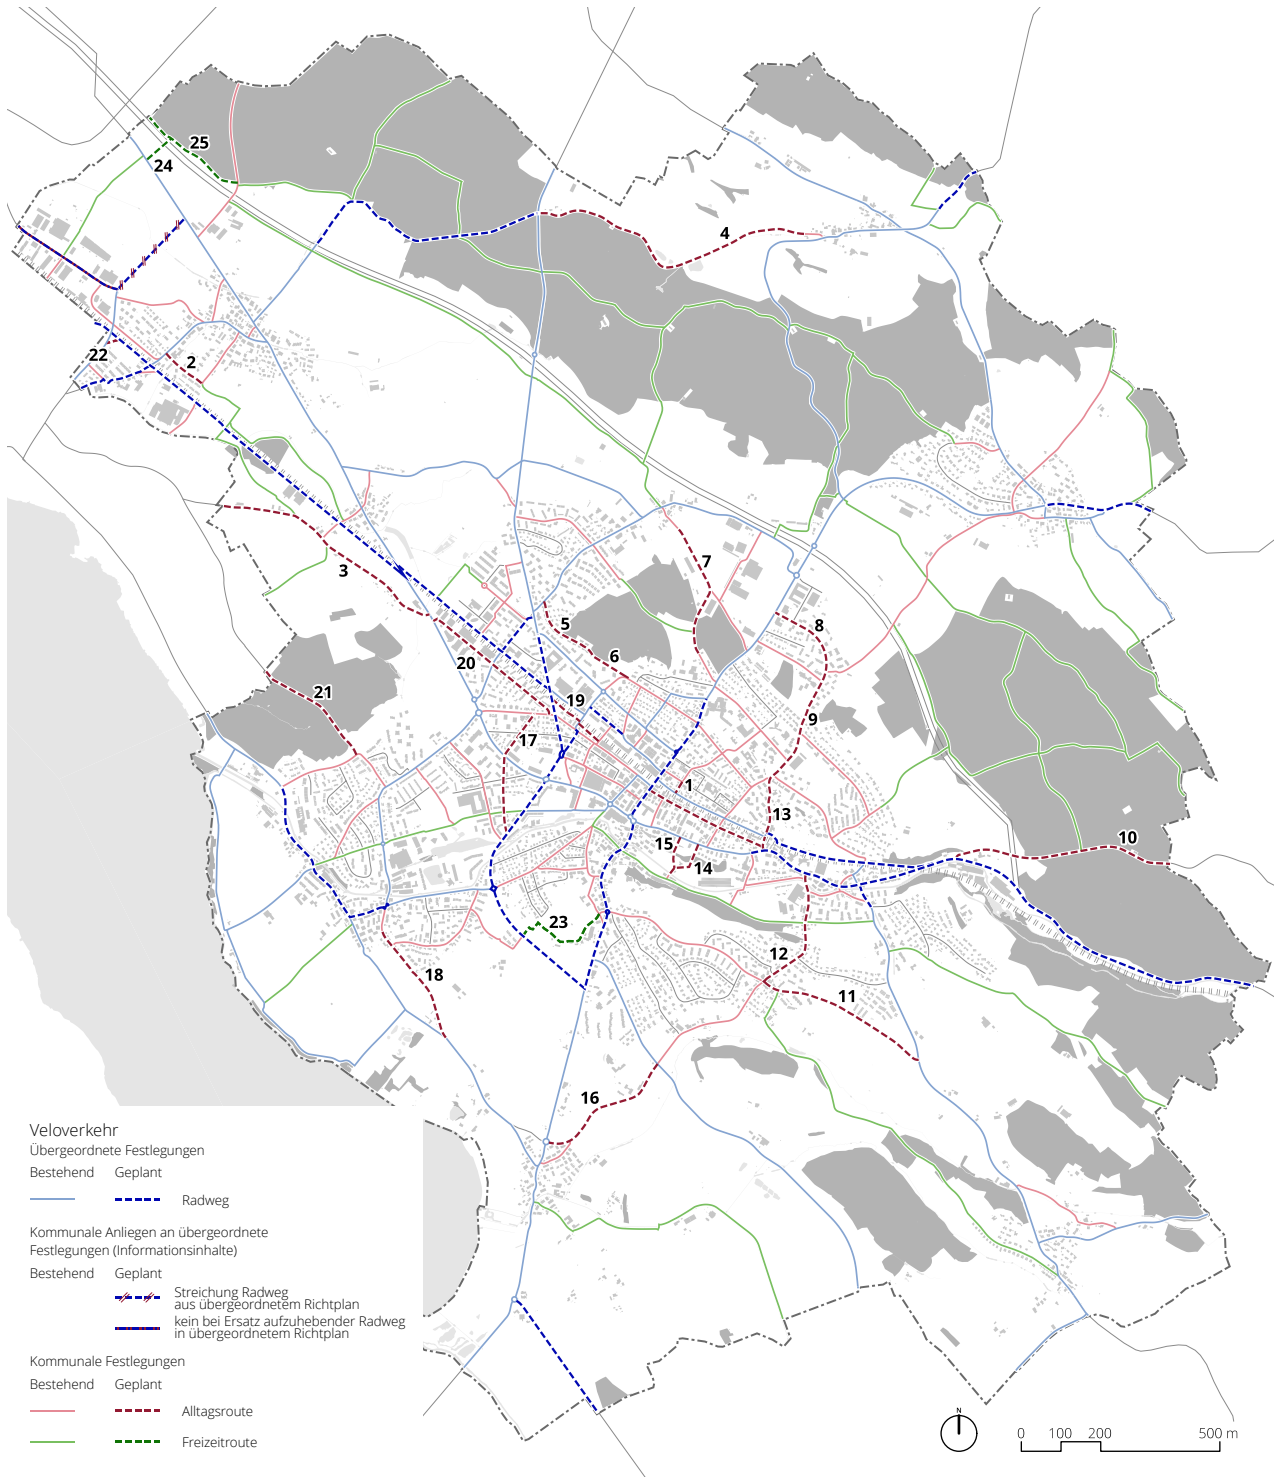 25
24
4
22
2
7
3
5
8
6
20
21
19
9
17
1
13
10
15
14
23
12
18
11
16
Veloverkehr
Übergeordnete Festlegungen
Bestehend Geplant
Radweg
Kommunale Anliegen an übergeordnete
Festlegungen (Informationsinhalte)
Bestehend Geplant
Streichung Radweg
aus übergeordnetem Richtplan
kein bei Ersatz aufzuhebender Radweg
in übergeordnetem Richtplan
Kommunale Festlegungen
Bestehend Geplant
Alltagsroute
Freizeitroute
N
0 100 200 500 m